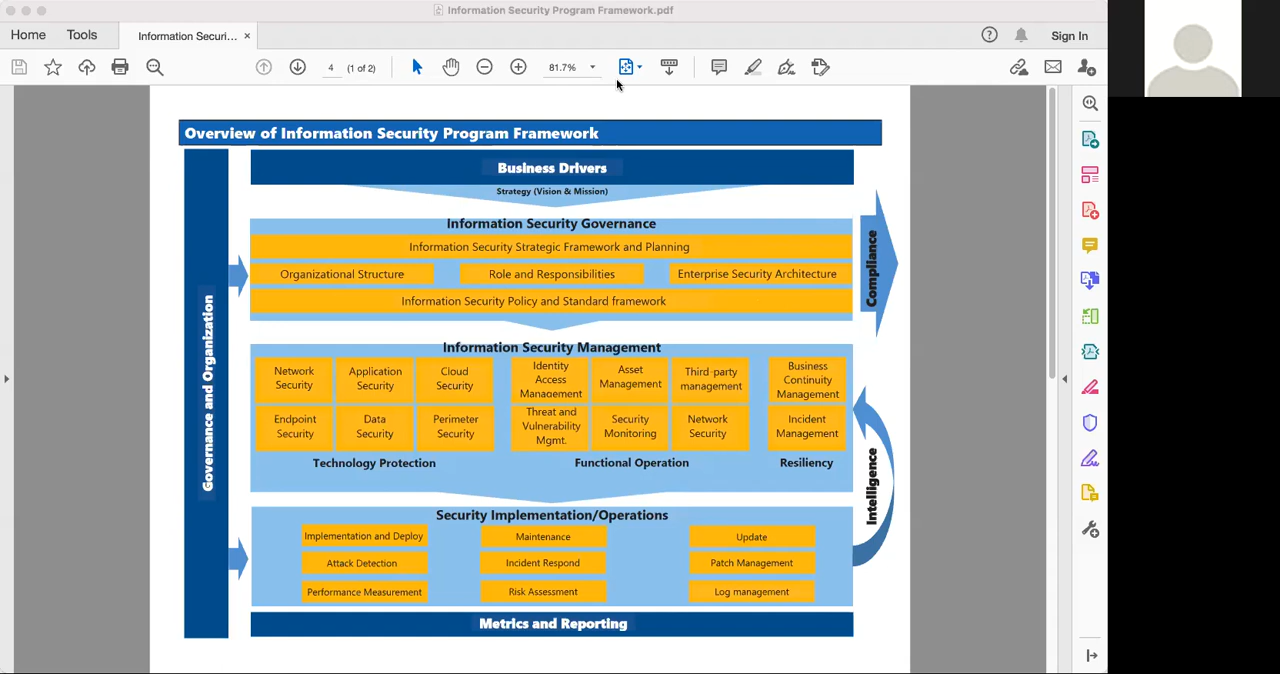 Information Security Program Framework.pdf
Home
Tools
Information Securi...
×
Sign In
4
(1 of 2)
81.7%
Overview of Information Security Program Framework
Business Drivers
Strategy (Vision & Mission)
Information Security Governance
Information Security Strategic Framework and Planning
Organizational Structure
Role and Responsibilities
Enterprise Security Architecture
Information Security Policy and Standard framework
Compliance
Governance and Organization
Information Security Management
Network
Security
Application
Security
Cloud
Security
Identity
Access
Management
Asset
Management
Third-party
management
Business
Continuity
Management
Endpoint
Security
Data
Security
Perimeter
Security
Threat and
Vulnerability
Mgmt.
Security
Monitoring
Network
Security
Incident
Management
Technology Protection
Functional Operation
Resiliency
Intelligence
Security Implementation/Operations
Implementation and Deploy
Maintenance
Update
Attack Detection
Incident Respond
Patch Management
Performance Measurement
Risk Assessment
Log management
Metrics and Reporting